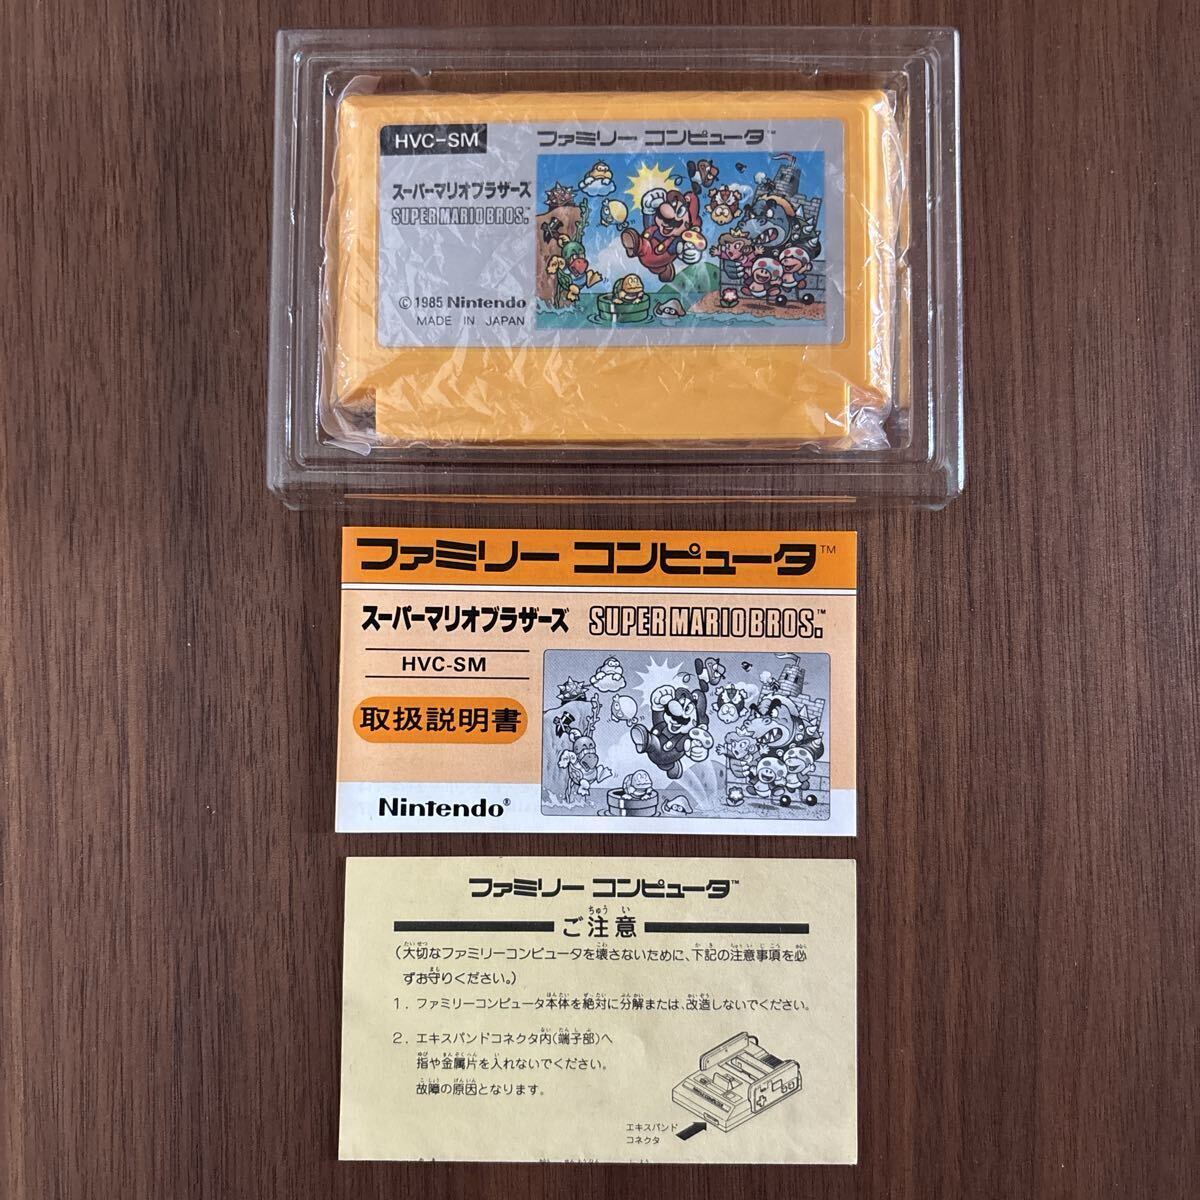 HVC-SM
ファミリー コンピュータ™
スーパーマリオブラザーズ
SUPER MARIO BROS.™
©1985 Nintendo
MADE IN JAPAN
ファミリー コンピュータ™
スーパーマリオブラザーズ SUPER MARIO BROS.™
HVC-SM
取扱説明書
Nintendo®
ファミリー コンピュータ™
ご注意
(大切なファミリーコンピュータを壊さないために、下記の注意事項を必
ずお守りください。)
1. ファミリーコンピュータ本体を絶対に分解または、改造しないでください。
2. エキスパンドコネクタ内(端子部)へ
指や金属片を入れないでください。
故障の原因となります。
エキスパンド
コネクタ